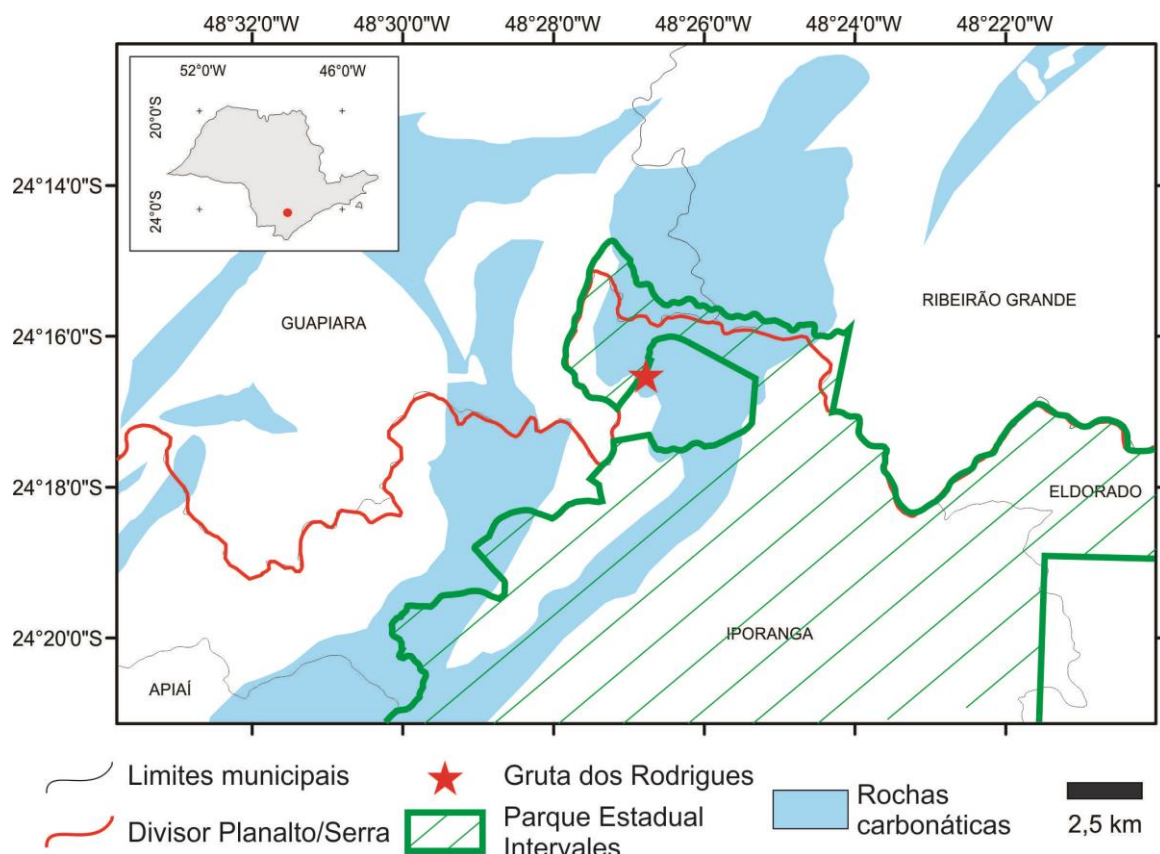 48°32'0"W 48°30'0"W 48°28'0"W 48°26'0"W 48°24'0"W 48°22'0"W
52°0'W 46°0'W
20°0'S
24°0'S
24°14'0"S
24°16'0"S
24°18'0"S
24°20'0"S
GUAPIARA
RIBEIRÃO GRANDE
ELDORADO
IPORANGA
APIAÍ
Limites municipais
Divisor Planalto/Serra
Gruta dos Rodrigues
Parque Estadual
Intervales
Rochas
carbonáticas
2,5 km